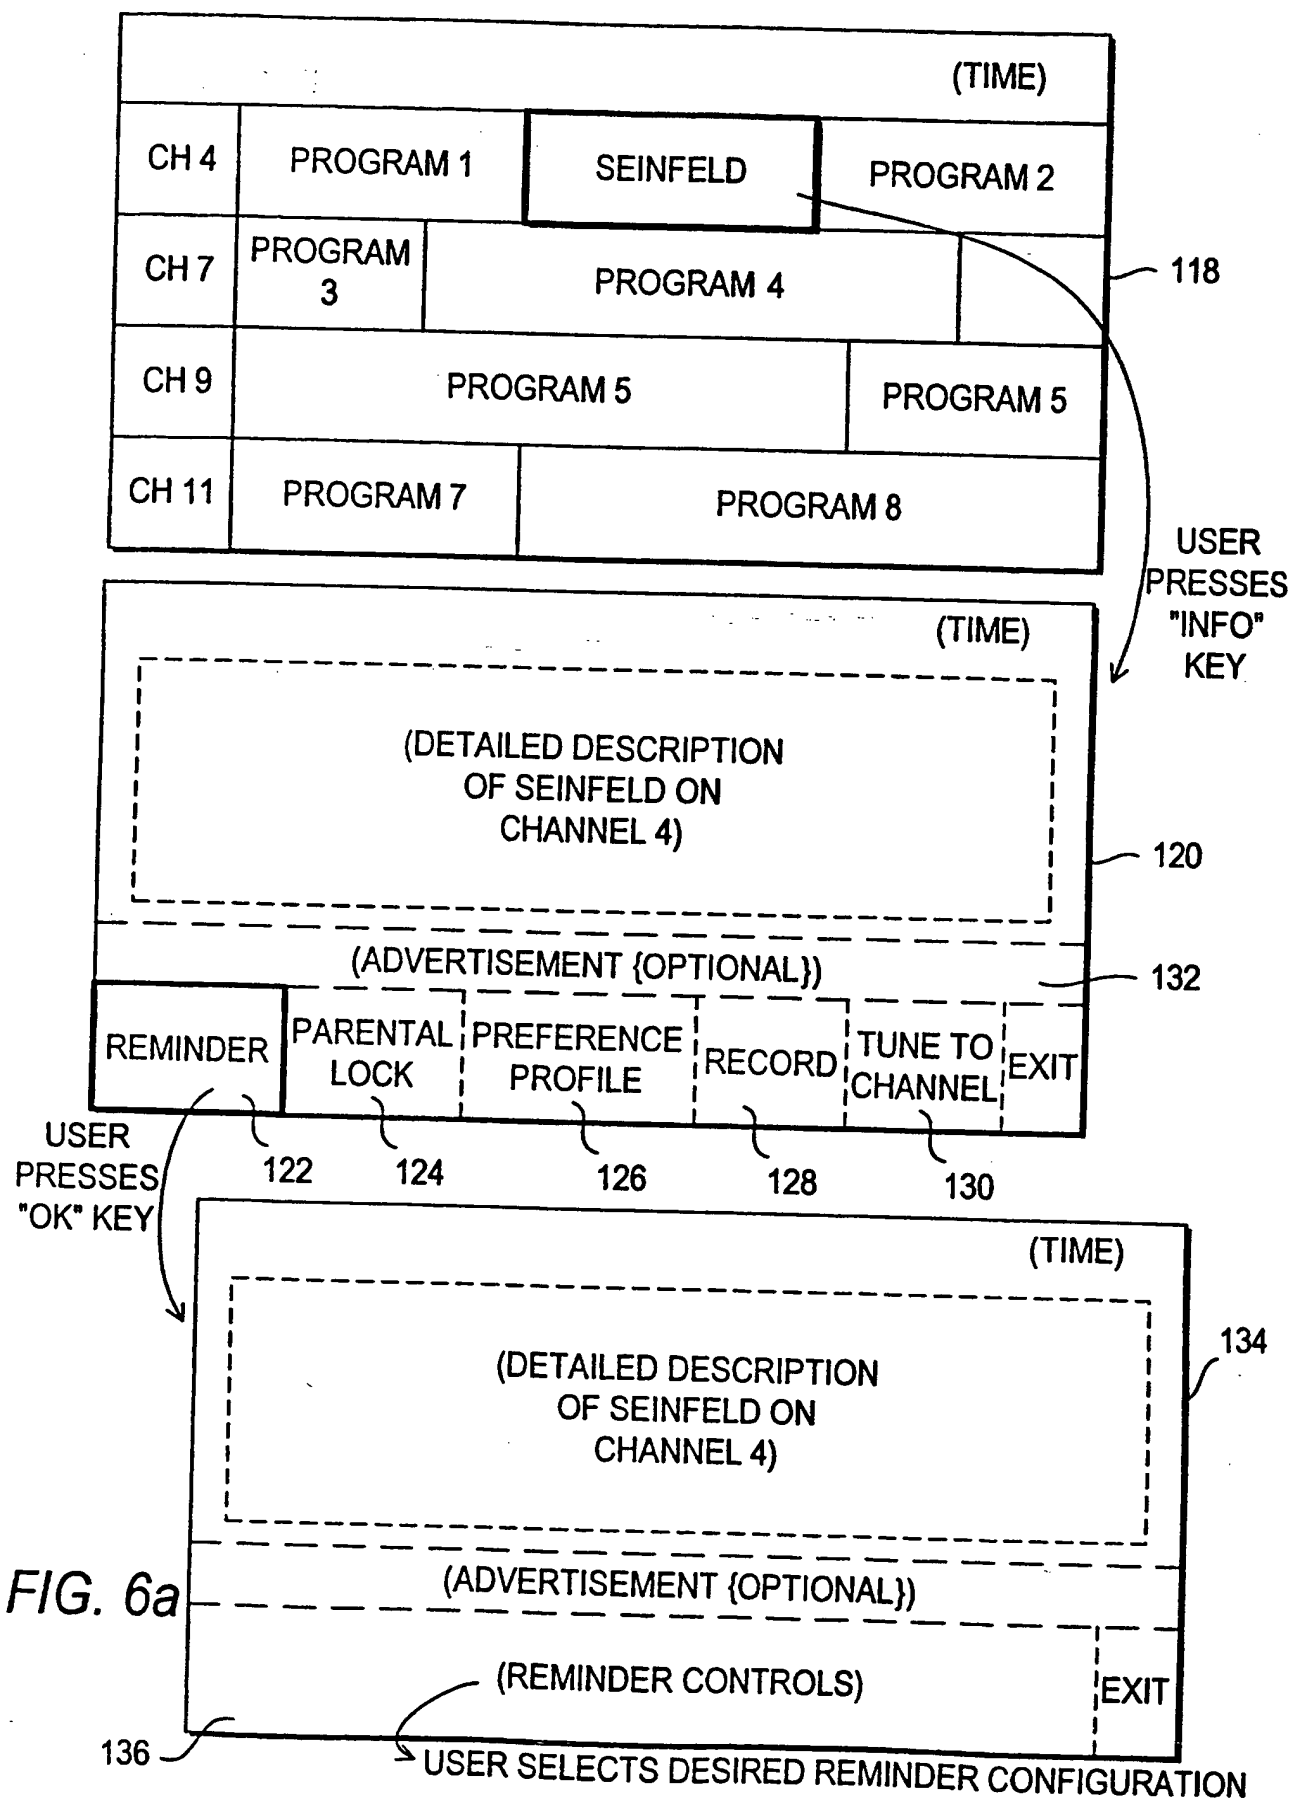 (TIME)
CH 4 PROGRAM 1 SEINFELD PROGRAM 2
CH 7 PROGRAM
3 PROGRAM 4
118
CH 9 PROGRAM 5 PROGRAM 5
CH 11 PROGRAM 7 PROGRAM 8
USER
PRESSES
"INFO"
KEY
(TIME)
(DETAILED DESCRIPTION
OF SEINFELD ON
CHANNEL 4)
120
(ADVERTISEMENT {OPTIONAL})
132
REMINDER
PARENTAL
LOCK
PREFERENCE
PROFILE
RECORD
TUNE TO
CHANNEL
EXIT
USER
PRESSES
"OK" KEY
122
124
126
128
130
(TIME)
134
(DETAILED DESCRIPTION
OF SEINFELD ON
CHANNEL 4)
(ADVERTISEMENT {OPTIONAL})
FIG. 6a
(REMINDER CONTROLS)
EXIT
136
USER SELECTS DESIRED REMINDER CONFIGURATION